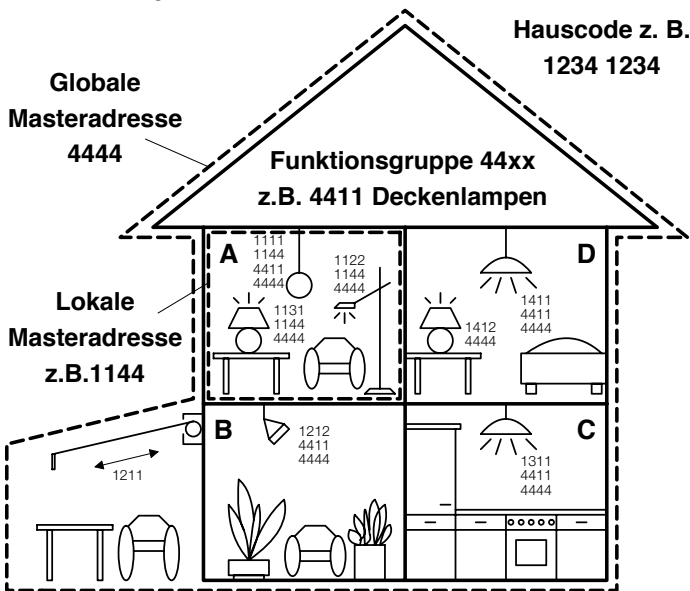 Hauscode z. B.
1234 1234
Globale
Masteradresse
4444
Funktionsgruppe 44xx
z.B. 4411 Deckenlampen
A
1111
1144
4411
4444
1122
1144
4444
1131
1144
4444
D
1411
4411
4444
1412
4444
Lokale
Masteradresse
z.B.1144
B
1212
4411
4444
C
1311
4411
4444
1211